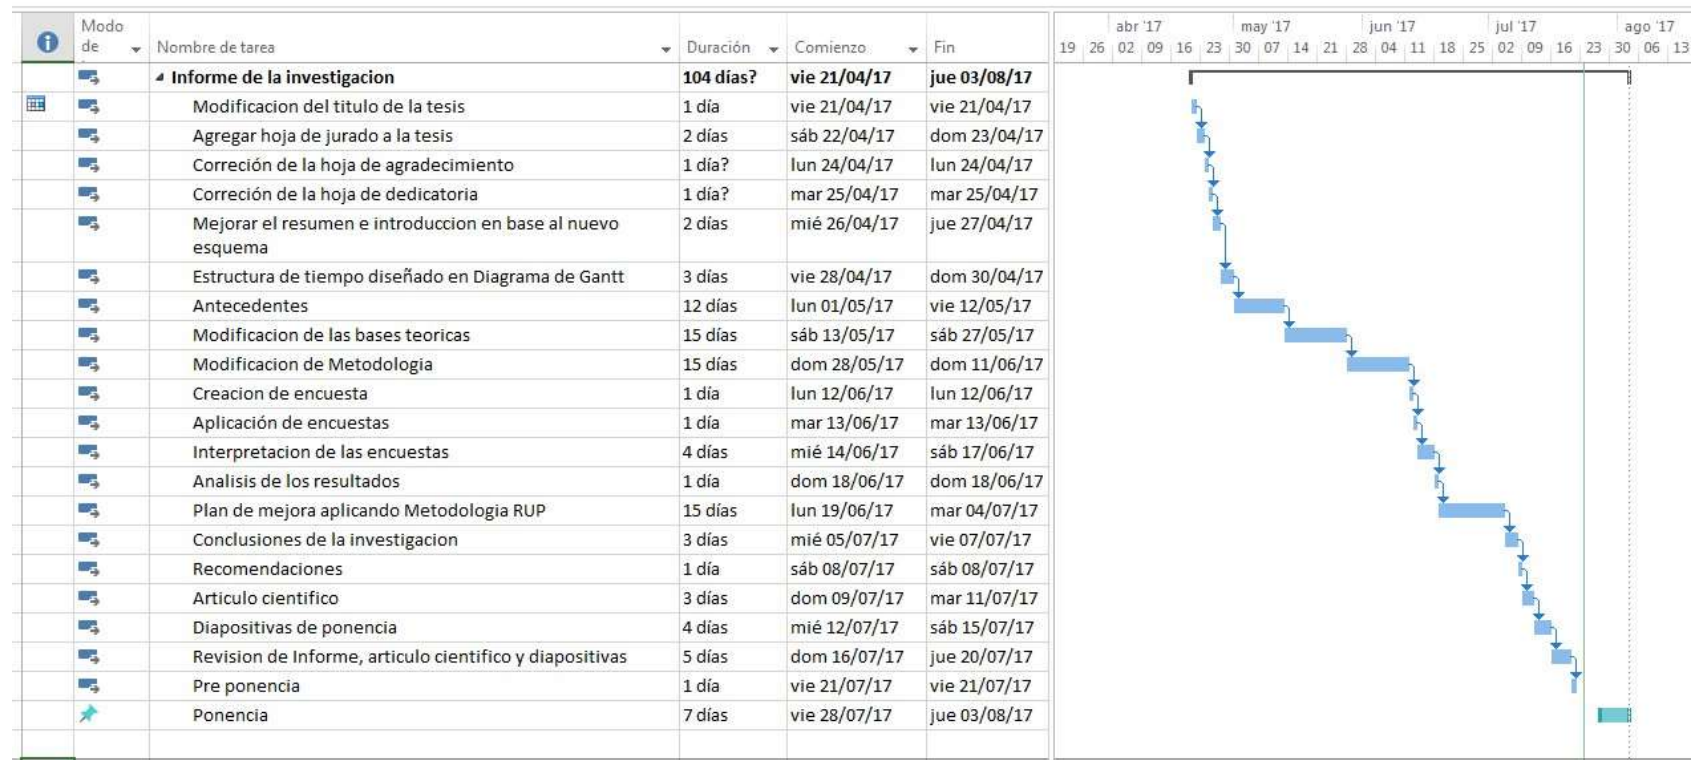 Modo de
Nombre de tarea
Duración
Comienzo
Fin
abr '17 may '17 jun '17 jul '17 ago '17
19 26 02 09 16 23 30 07 14 21 28 04 11 18 25 02 09 16 23 30 06 13
Informe de la investigacion 104 días? vie 21/04/17 jue 03/08/17
Modificacion del titulo de la tesis 1 día vie 21/04/17 vie 21/04/17
Agregar hoja de jurado a la tesis 2 días sáb 22/04/17 dom 23/04/17
Correción de la hoja de agradecimiento 1 día? lun 24/04/17 lun 24/04/17
Correción de la hoja de dedicatoria 1 día? mar 25/04/17 mar 25/04/17
Mejorar el resumen e introduccion en base al nuevo 2 días mié 26/04/17 jue 27/04/17
esquema
Estructura de tiempo diseñado en Diagrama de Gantt 3 días vie 28/04/17 dom 30/04/17
Antecedentes 12 días lun 01/05/17 vie 12/05/17
Modificacion de las bases teoricas 15 días sáb 13/05/17 sáb 27/05/17
Modificacion de Metodologia 15 días dom 28/05/17 dom 11/06/17
Creacion de encuesta 1 día lun 12/06/17 lun 12/06/17
Aplicación de encuestas 1 día mar 13/06/17 mar 13/06/17
Interpretacion de las encuestas 4 días mié 14/06/17 sáb 17/06/17
Analisis de los resultados 1 día dom 18/06/17 dom 18/06/17
Plan de mejora aplicando Metodologia RUP 15 días lun 19/06/17 mar 04/07/17
Conclusiones de la investigacion 3 días mié 05/07/17 vie 07/07/17
Recomendaciones 1 día sáb 08/07/17 sáb 08/07/17
Articulo cientifico 3 días dom 09/07/17 mar 11/07/17
Diapositivas de ponencia 4 días mié 12/07/17 sáb 15/07/17
Revision de Informe, articulo cientifico y diapositivas 5 días dom 16/07/17 jue 20/07/17
Pre ponencia 1 día vie 21/07/17 vie 21/07/17
Ponencia 7 días vie 28/07/17 jue 03/08/17